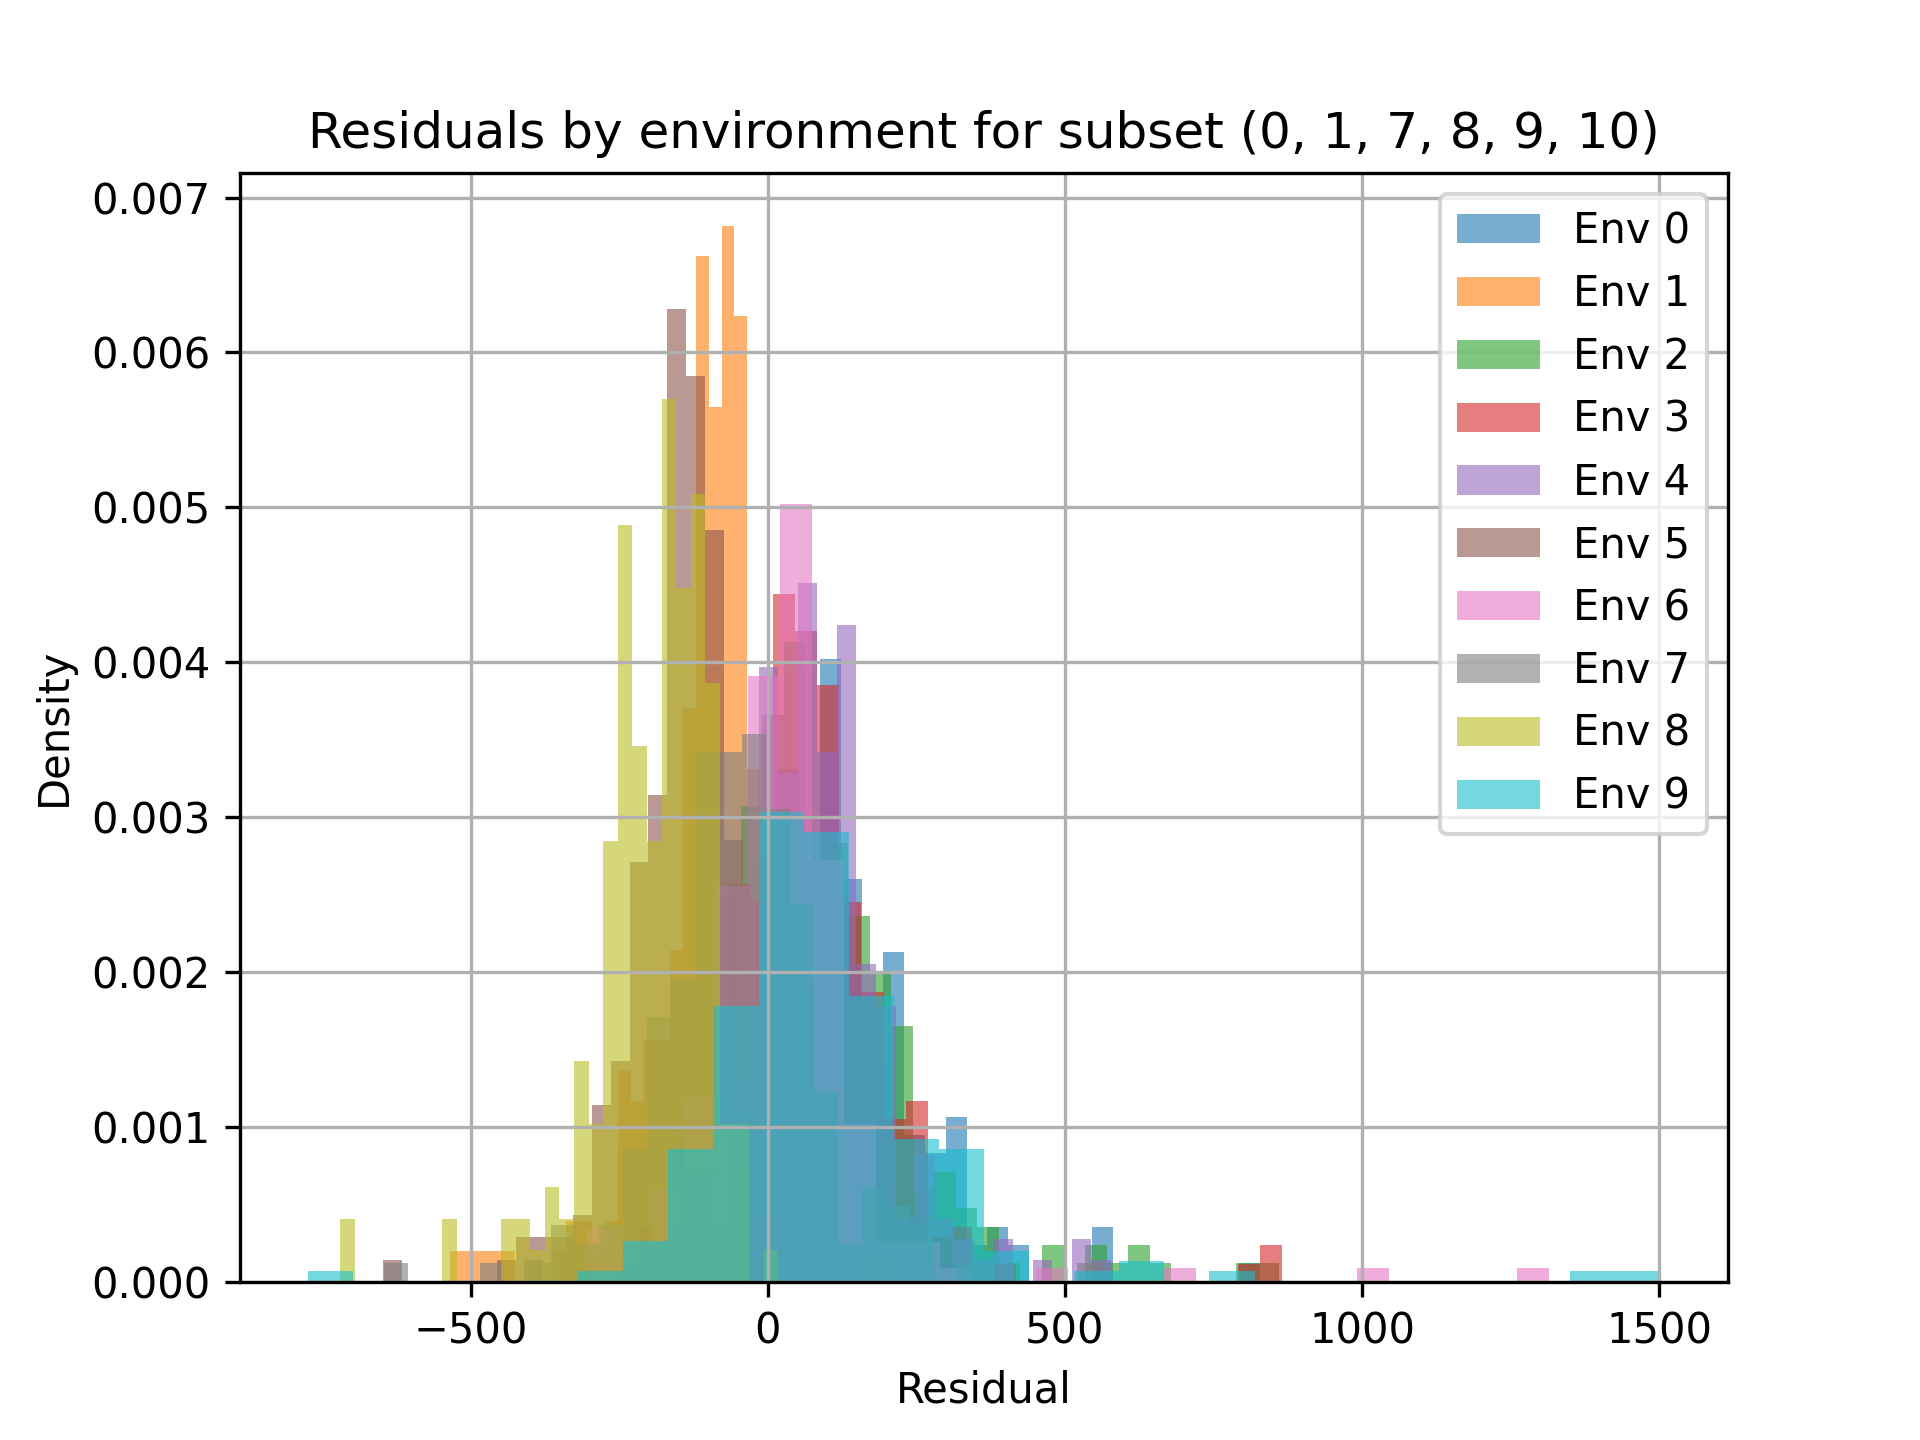 Residuals by environment for subset (0, 1, 7, 8, 9, 10)
0.007
0.006
0.005
0.004
0.003
0.002
0.001
0.000
Density
Env 0
Env 1
Env 2
Env 3
Env 4
Env 5
Env 6
Env 7
Env 8
Env 9
−500
0
500
1000
1500
Residual